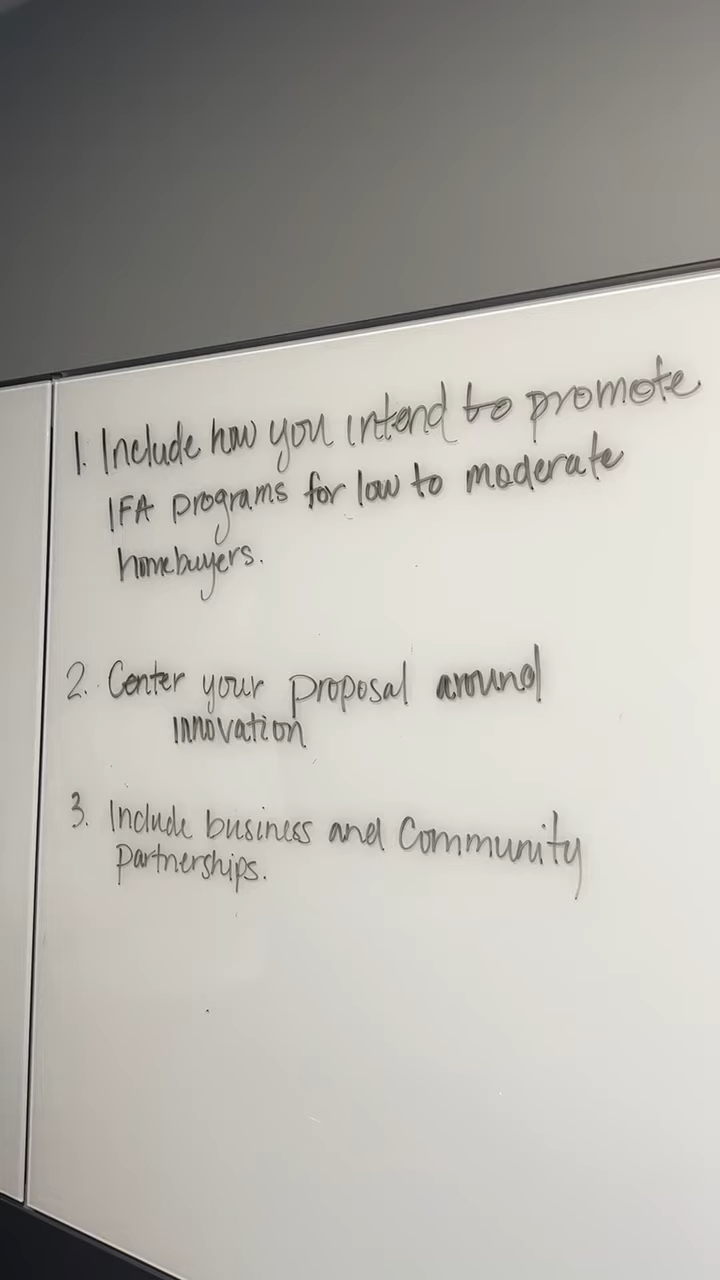 1. Include how you intend to promote
IFA programs for low to moderate
homebuyers.
2. Center your proposal around
innovation
3. Include business and Community
partnerships.